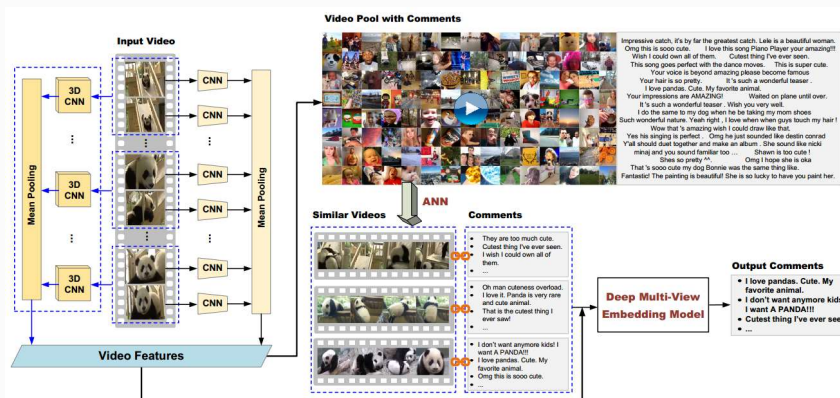 Input Video
3D
CNN
3D
CNN
3D
CNN
Mean Pooling
CNN
CNN
CNN
CNN
CNN
CNN
Mean Pooling
Video Features
Video Pool with Comments
Impressive catch, it's by far the greatest catch. Lele is a beautiful woman.
Omg this is sooo cute. I love this song Piano Player your amazing!!!
Wish I could own all of them. Cutest thing I've ever seen.
This song goes perfect with the dance moves. This is super cute.
Your voice is beyond amazing please become famous
Your hair is so pretty. It 's such a wonderful teaser .
I love pandas. Cute. My favorite animal.
Your impressions are AMAZING! Waited on plane until over.
It 's such a wonderful teaser . Wish you very well.
I do the same to my dog when he be taking my mom shoes
Such wonderful nature. Yeah right , I love when when guys touch my hair !
Wow that 's amazing wish I could draw like that.
Yes his singing is perfect . Omg he just sounded like destin conrad
Y'all should duet together and make an album . She sound like nicki
minaj and you sound familiar too ... Shawn is too cute !
Shes so pretty ^^. Omg I hope she is oka
That 's sooo cute my dog Bonnie was the same thing like.
Fantastic! The painting is beautiful! She is so lucky to have you paint her.
ANN
Similar Videos
Comments
• They are too much cute.
• Cutest thing I've ever seen.
• I wish I could own all of
them.
• ...
• Oh man cuteness overload.
• I love it. Panda is very rare
and cute animal.
• That is the cutest thing I
ever saw!
• ...
• I don't want anymore kids! I
want A PANDA!!!
• I love pandas. Cute. My
favorite animal.
• Omg this is sooo cute.
• ...
Deep Multi-View
Embedding Model
Output Comments
• I love pandas. Cute. My
favorite animal.
• I don't want anymore kids
I want A PANDA!!!
• Cutest thing I've ever see
• ...